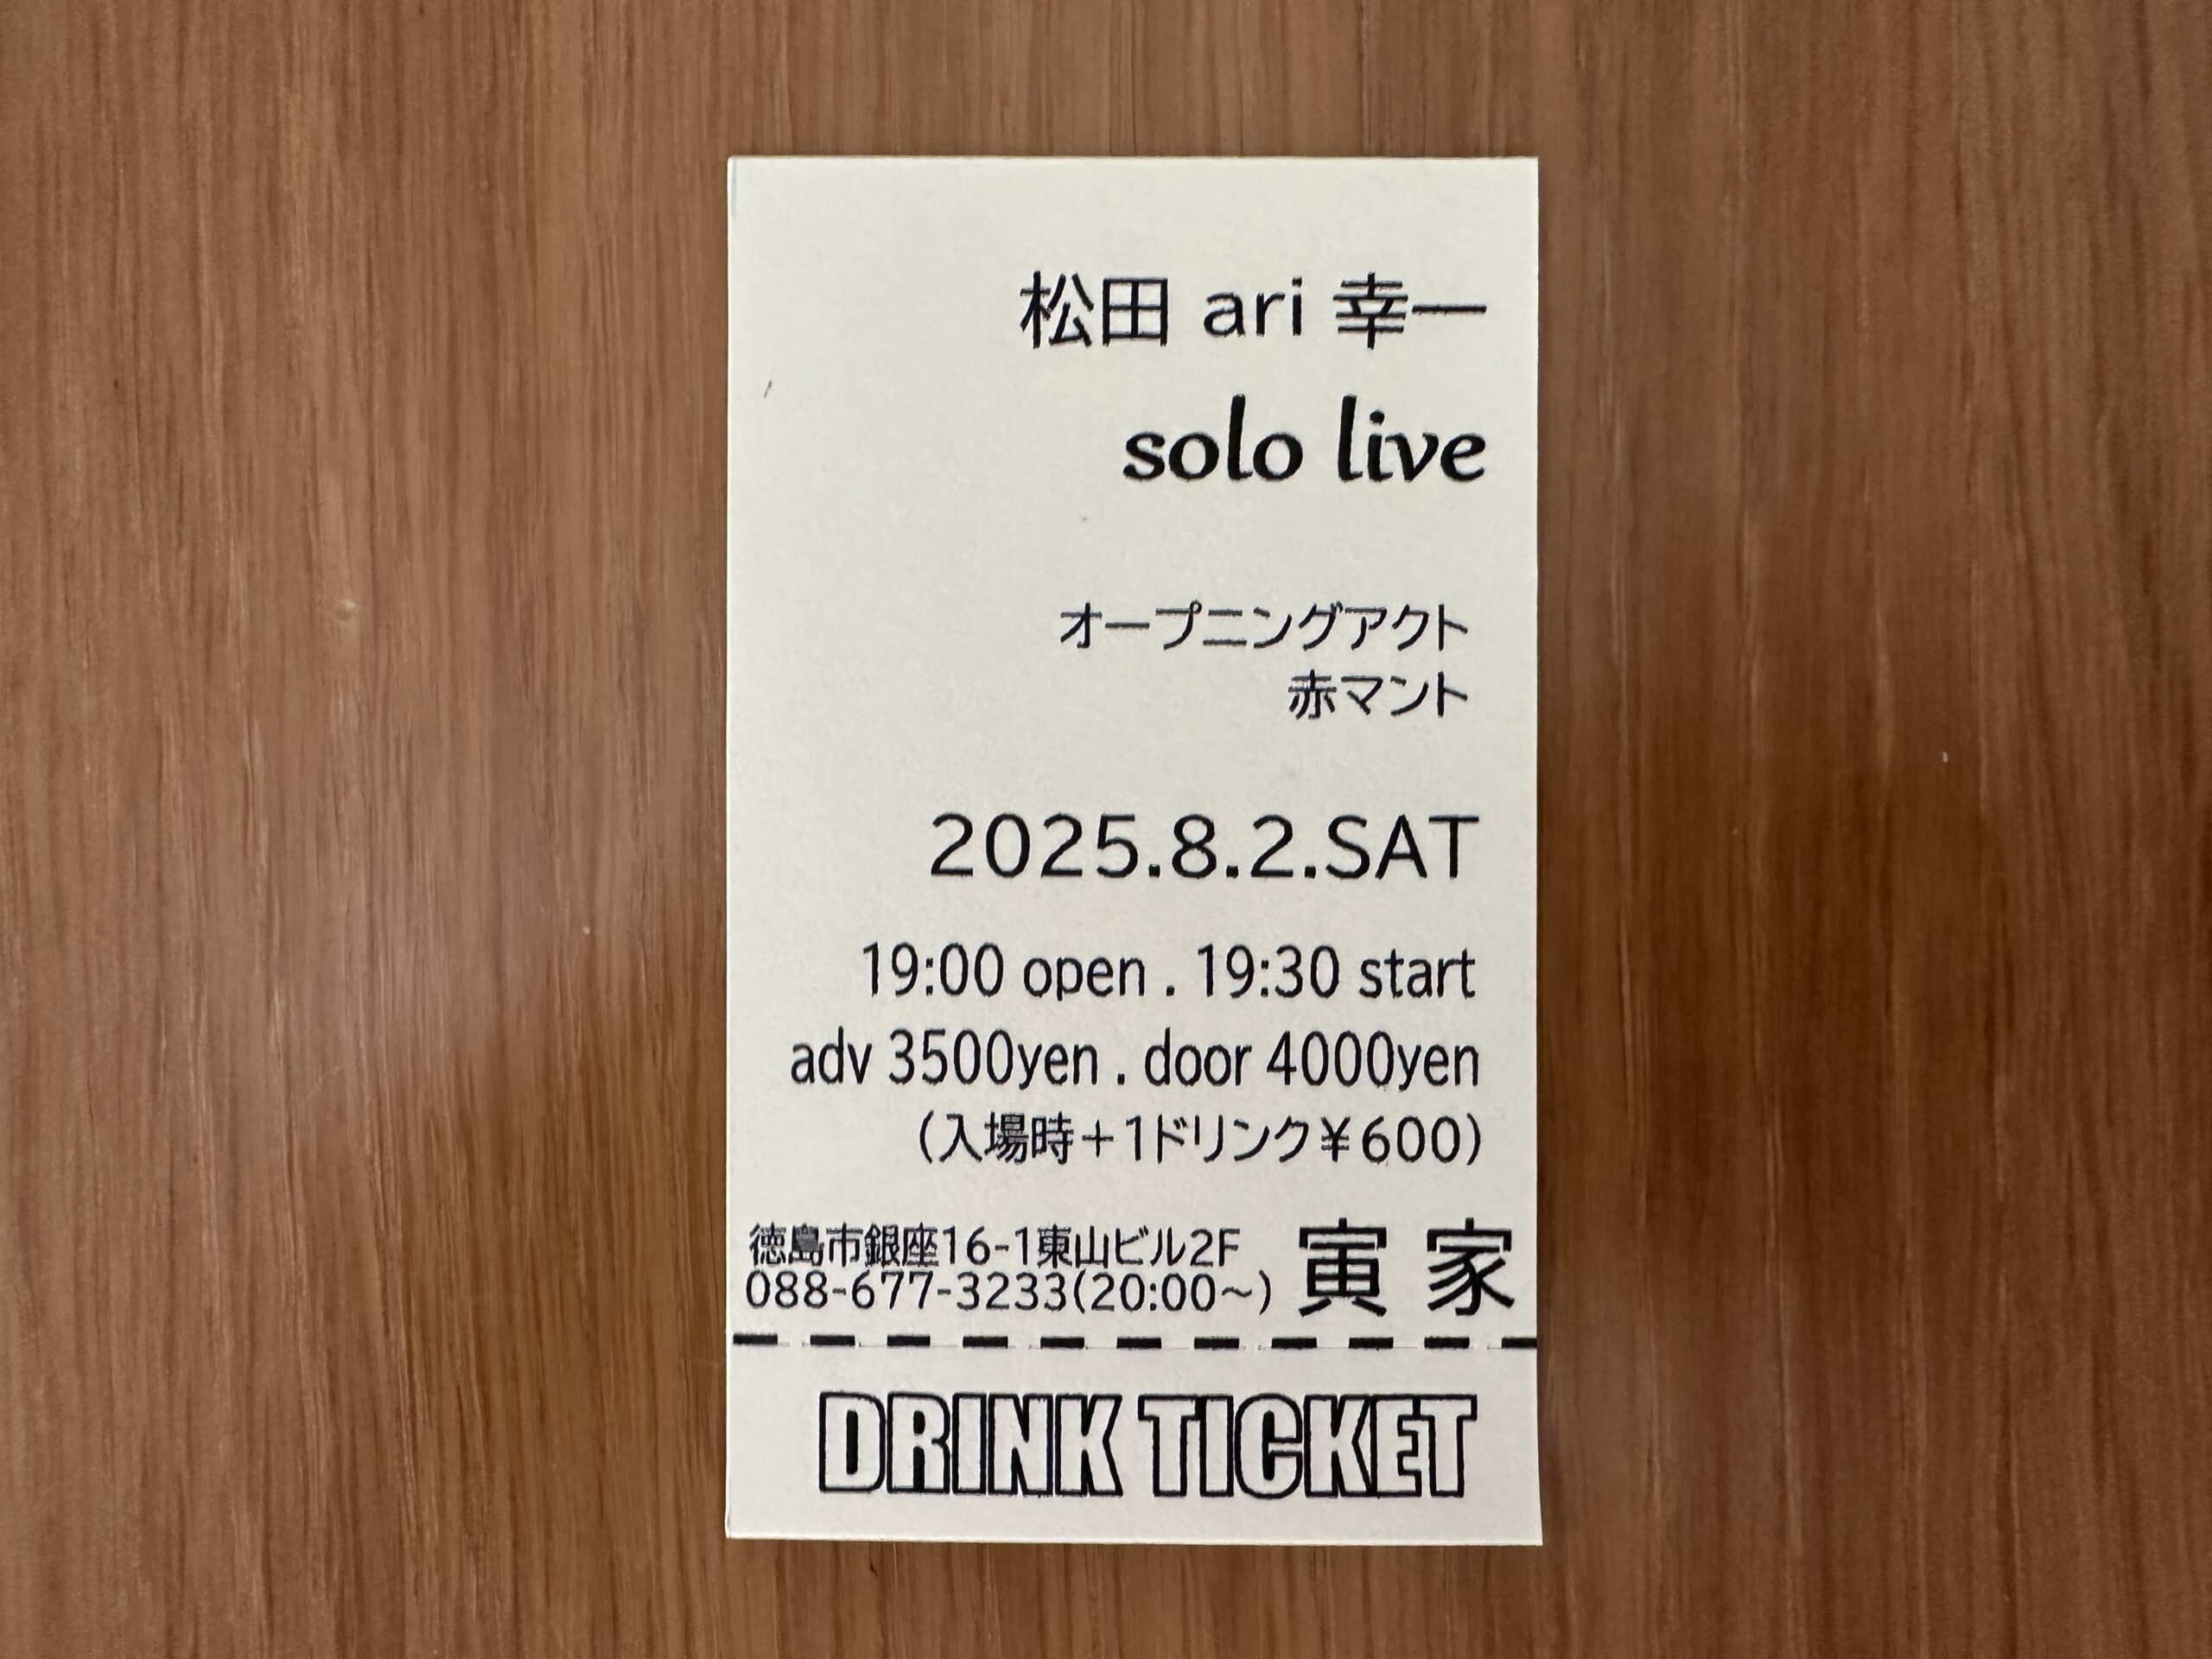 松田 ari 幸一
solo live
オープニングアクト
赤マント
2025.8.2.SAT
19:00 open . 19:30 start
adv 3500yen . door 4000yen
(入場時+1ドリンク¥600)
徳島市銀座16-1東山ビル2F
088-677-3233(20:00~)
寅家
DRINK TICKET